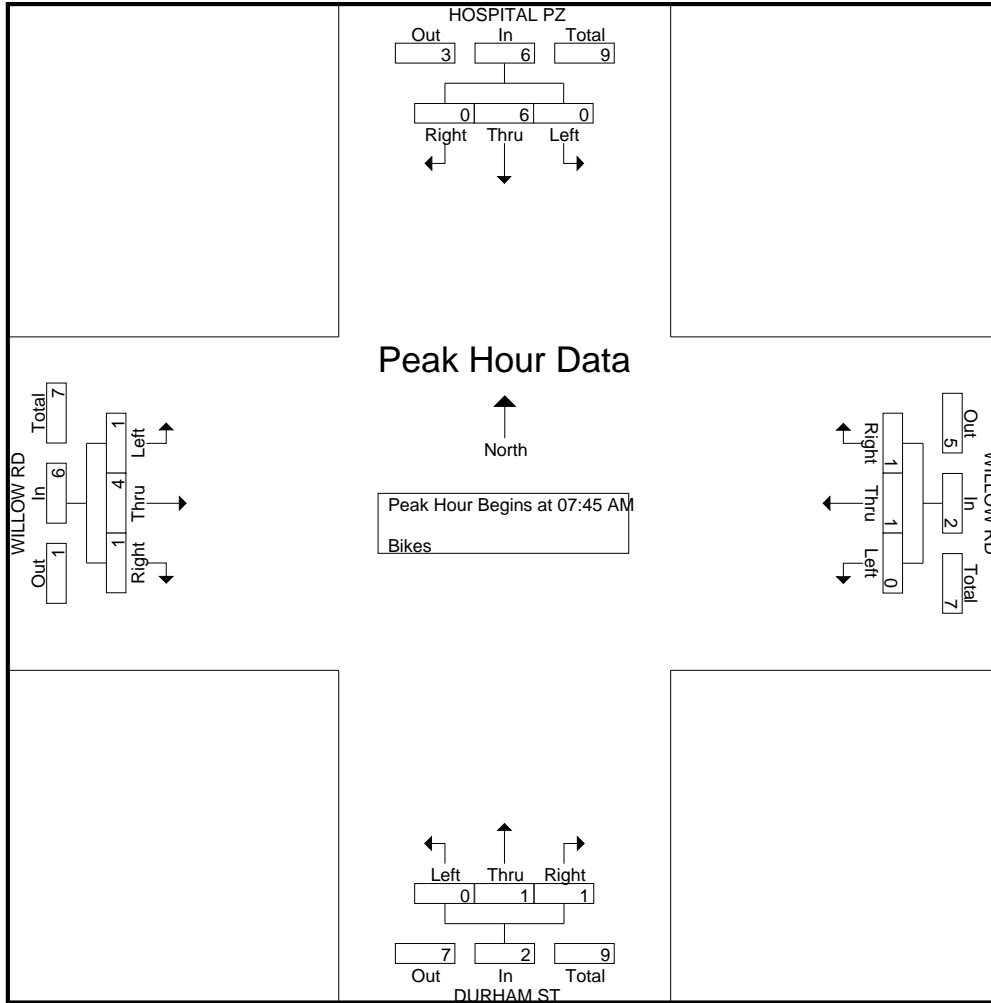 HOSPITAL PZ
Out In Total
3 6 9
0 6 0
Right Thru Left
Peak Hour Data
North
Peak Hour Begins at 07:45 AM
Bikes
WILLOW RD
Total In Out
7 6 1
1 4 1
Left Thru Right
WILLOW RD
Out In Total
5 2 7
1 1 0
Right Thru Left
Left Thru Right
0 1 1
7 2 9
Out In Total
DURHAM ST